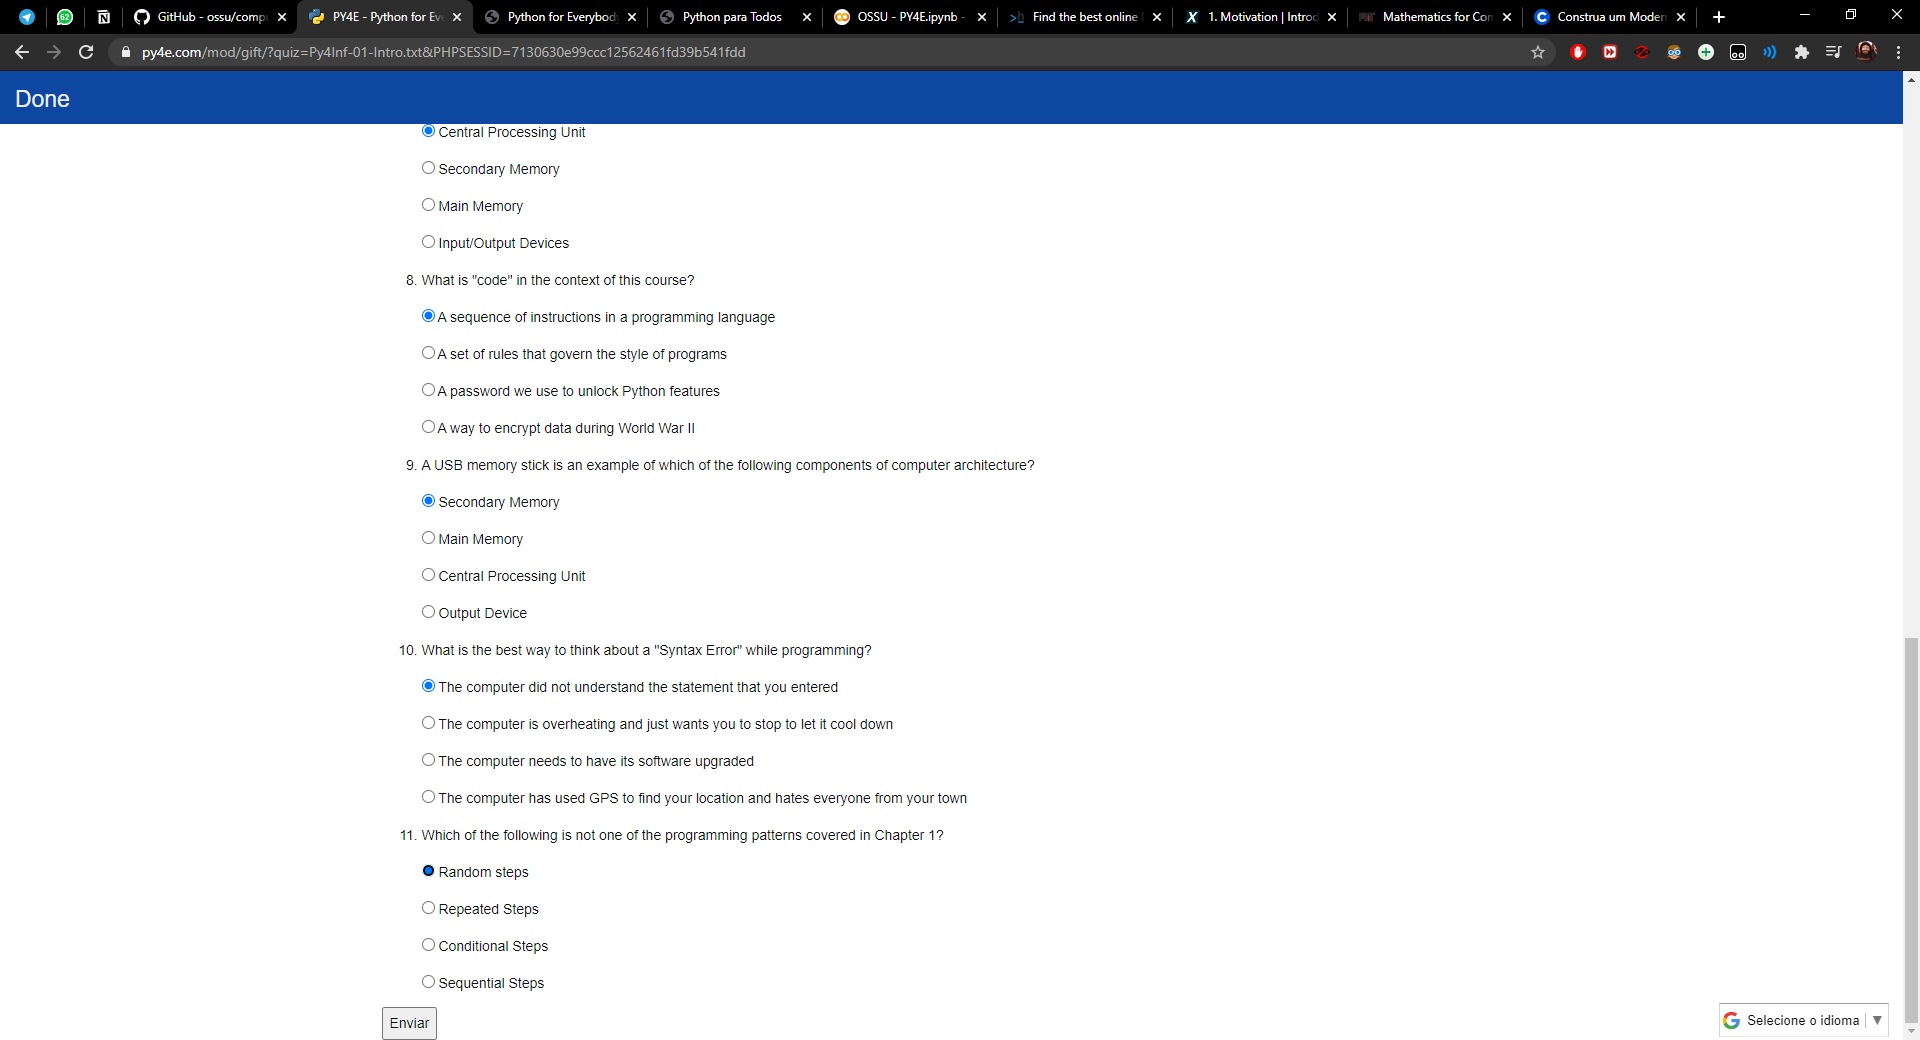 62
GitHub - ossu/comp
PY4E - Python for Ev
Python for Everybod
Python para Todos
OSSU - PY4E.ipynb -
Find the best online
1. Motivation | Introd
Mathematics for Com
Construa um Modern
py4e.com/mod/gift/?quiz=Py4Inf-01-Intro.txt&PHPSESSID=7130630e99ccc12562461fd39b541fdd
Done
Central Processing Unit
Secondary Memory
Main Memory
Input/Output Devices
8. What is "code" in the context of this course?
A sequence of instructions in a programming language
A set of rules that govern the style of programs
A password we use to unlock Python features
A way to encrypt data during World War II
9. A USB memory stick is an example of which of the following components of computer architecture?
Secondary Memory
Main Memory
Central Processing Unit
Output Device
10. What is the best way to think about a "Syntax Error" while programming?
The computer did not understand the statement that you entered
The computer is overheating and just wants you to stop to let it cool down
The computer needs to have its software upgraded
The computer has used GPS to find your location and hates everyone from your town
11. Which of the following is not one of the programming patterns covered in Chapter 1?
Random steps
Repeated Steps
Conditional Steps
Sequential Steps
Enviar
Selecione o idioma